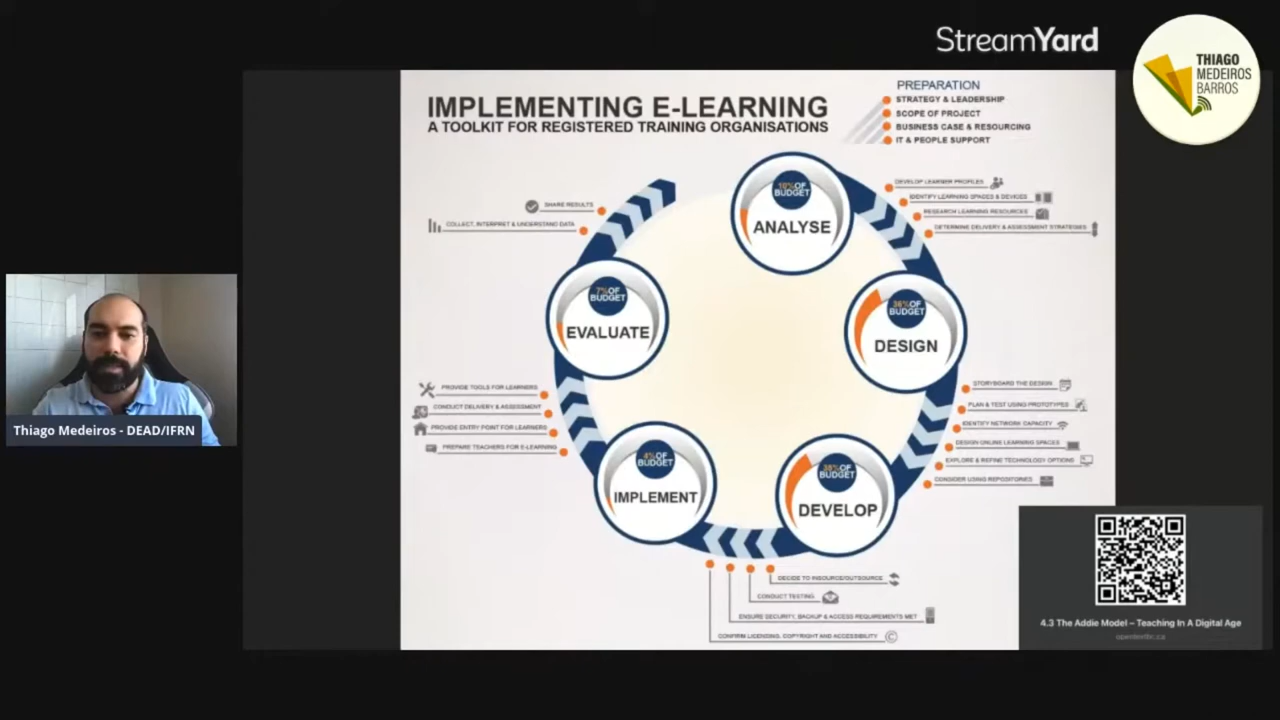 StreamYard
THIAGO
MEDEIROS
BARROS
IMPLEMENTING E-LEARNING
A TOOLKIT FOR REGISTERED TRAINING ORGANISATIONS
PREPARATION
STRATEGY & LEADERSHIP
SCOPE OF PROJECT
BUSINESS CASE & RESOURCING
IT & PEOPLE SUPPORT
10% OF
BUDGET
ANALYSE
DEVELOP LEARNER PROFILES
IDENTIFY LEARNING SPACES & DEVICES
RESEARCH LEARNING RESOURCES
DETERMINE DELIVERY & ASSESSMENT STRATEGIES
36% OF
BUDGET
DESIGN
STORYBOARD THE DESIGN
PLAN & TEST USING PROTOTYPES
IDENTIFY NETWORK CAPACITY
DESIGN ONLINE LEARNING SPACES
EXPLORE & REFINE TECHNOLOGY OPTIONS
CONSIDER USING REPOSITORIES
OF
BUDGET
DEVELOP
DECIDE TO INSOURCE/OUTSOURCE
CONDUCT TESTING
ENSURE SECURITY, BACKUP & ACCESS REQUIREMENTS MET
CONFIRM LICENSING, COPYRIGHT AND ACCESSIBILITY
4% OF
BUDGET
IMPLEMENT
PROVIDE TOOLS FOR LEARNERS
CONDUCT DELIVERY & ASSESSMENT
PROVIDE ENTRY POINT FOR LEARNERS
PREPARE TEACHERS FOR E-LEARNING
7% OF
BUDGET
EVALUATE
SHARE RESULTS
COLLECT, INTERPRET & UNDERSTAND DATA
Thiago Medeiros - DEAD/IFRN
4.3 The Addie Model – Teaching In A Digital Age